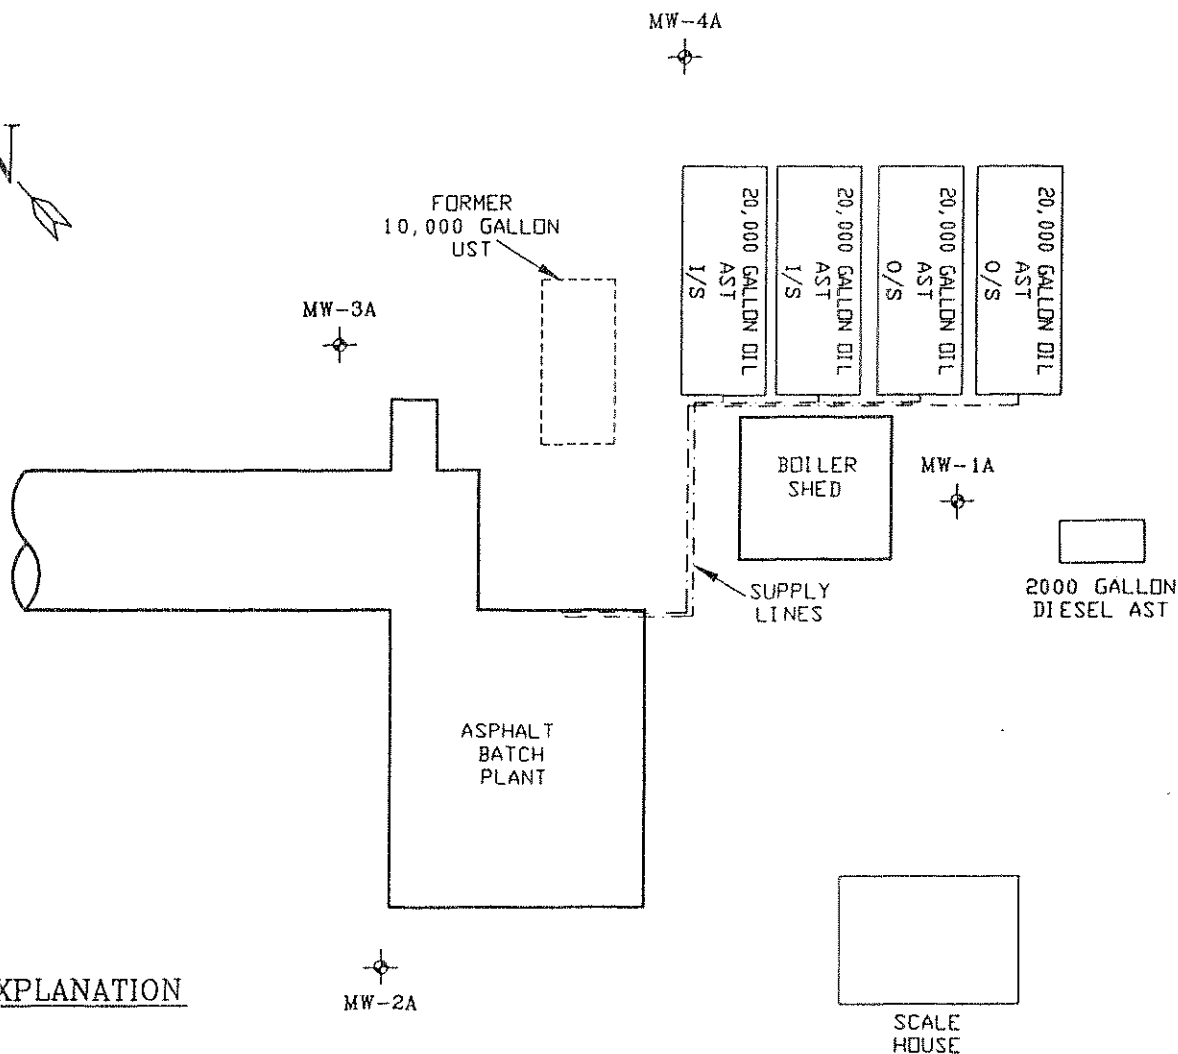 MW-4A
N
FORMER
10,000 GALLON
UST
MW-3A
20,000 GALLON OIL
AST
I/S
20,000 GALLON OIL
AST
I/S
20,000 GALLON OIL
AST
O/S
20,000 GALLON OIL
AST
O/S
BOILER
SHED
MW-1A
SUPPLY
LINES
2000 GALLON
DIESEL AST
ASPHALT
BATCH
PLANT
XPLANATION
MW-2A
SCALE
HOUSE